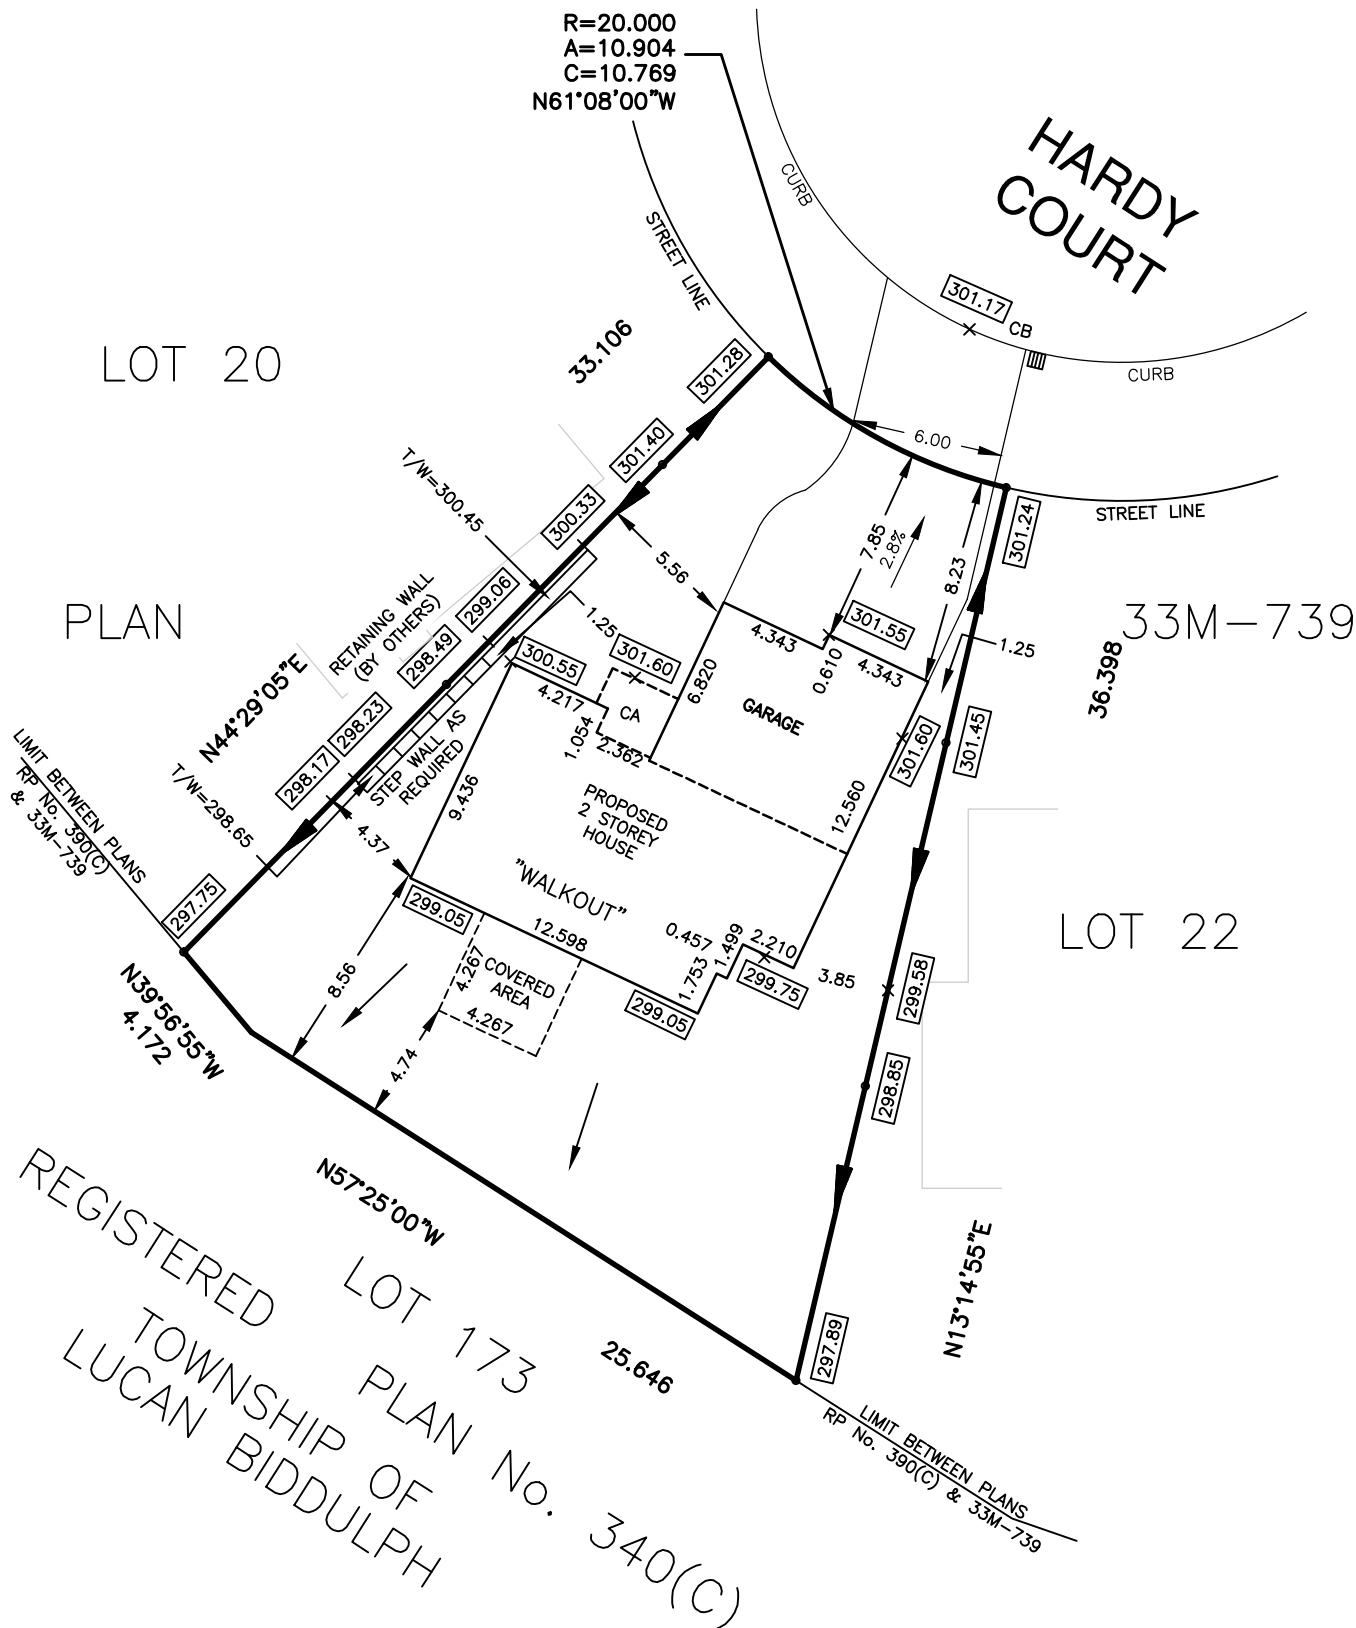 R=20.000
A=10.904
C=10.769
N61°08'00"W
HARDY
COURT
CURB
STREET LINE
301.17
CB
CURB
LOT 20
33.106
301.28
6.00
301.40
T/W=300.45
300.33
STREET LINE
301.24
7.85
2.8%
8.23
5.56
PLAN
33M-739
RETAINING WALL
(BY OTHERS)
299.06
298.49
1.25
301.60
300.55
4.343
301.55
0.610
4.343
1.25
36.398
N44°29'05"E
4.217
CA
6.820
GARAGE
1.054
2.362
298.23
298.17
STEP WALL AS
REQUIRED
301.60
301.45
LIMIT BETWEEN PLANS
RP No. 390(C)
& 33M-739
T/W=298.65
9.436
12.560
PROPOSED
2 STOREY
HOUSE
4.37
"WALKOUT"
297.75
299.05
12.598
0.457
1.499
2.210
1.753
299.75
3.85
LOT 22
8.56
4.267
COVERED
AREA
4.267
299.05
299.58
N39°56'55"W
4.172
4.74
298.85
N57°25'00"W
N13°14'55"E
REGISTERED
LOT 173
25.646
297.89
PLAN No. 340(C)
TOWNSHIP OF
LUCAN BIDDULPH
LIMIT BETWEEN PLANS
RP No. 390(C) & 33M-739